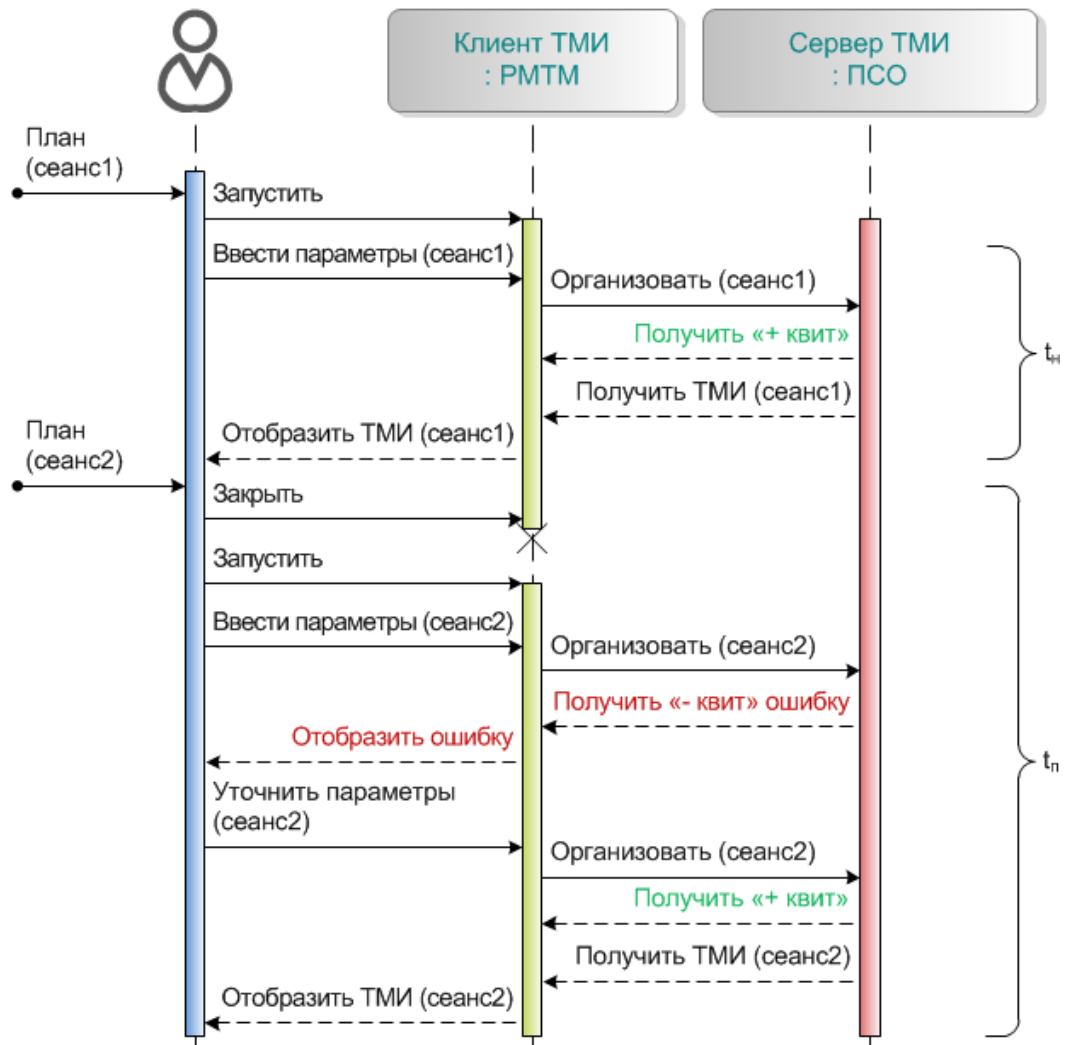 Клиент ТМИ
: РМТМ
Сервер ТМИ
: ПСО
План
(сеанс1)
Запустить
Ввести параметры (сеанс1)
Организовать (сеанс1)
Получить «+ квит»
tн
Получить ТМИ (сеанс1)
Отобразить ТМИ (сеанс1)
План
(сеанс2)
Закрыть
Запустить
Ввести параметры (сеанс2)
Организовать (сеанс2)
Получить «- квит» ошибку
Отобразить ошибку
tп
Уточнить параметры
(сеанс2)
Организовать (сеанс2)
Получить «+ квит»
Получить ТМИ (сеанс2)
Отобразить ТМИ (сеанс2)